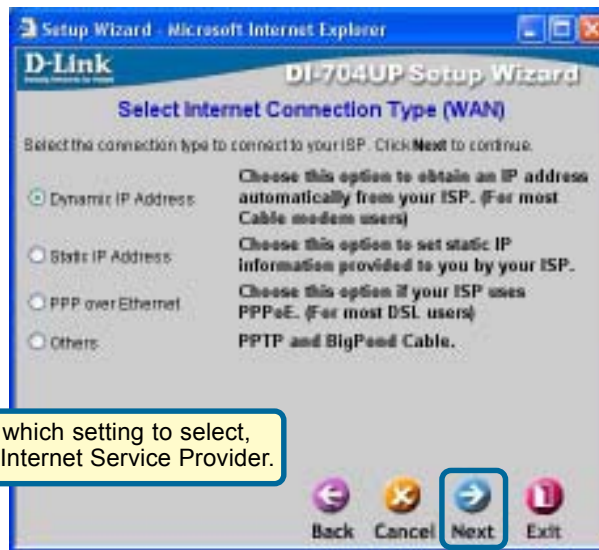 Setup Wizard - Microsoft Internet Explorer
D-Link
DI-704UP Setup Wizard
Select Internet Connection Type (WAN)
Select the connection type to connect to your ISP. Click Next to continue.
Dynamic IP Address
Choose this option to obtain an IP address
automatically from your ISP. (For most
Cable modem users)
Static IP Address
Choose this option to set static IP
information provided to you by your ISP.
PPP over Ethernet
Choose this option if your ISP uses
PPPoE. (For most DSL users)
Others
PPTP and BigPond Cable.
which setting to select,
Internet Service Provider.
Back Cancel Next Exit